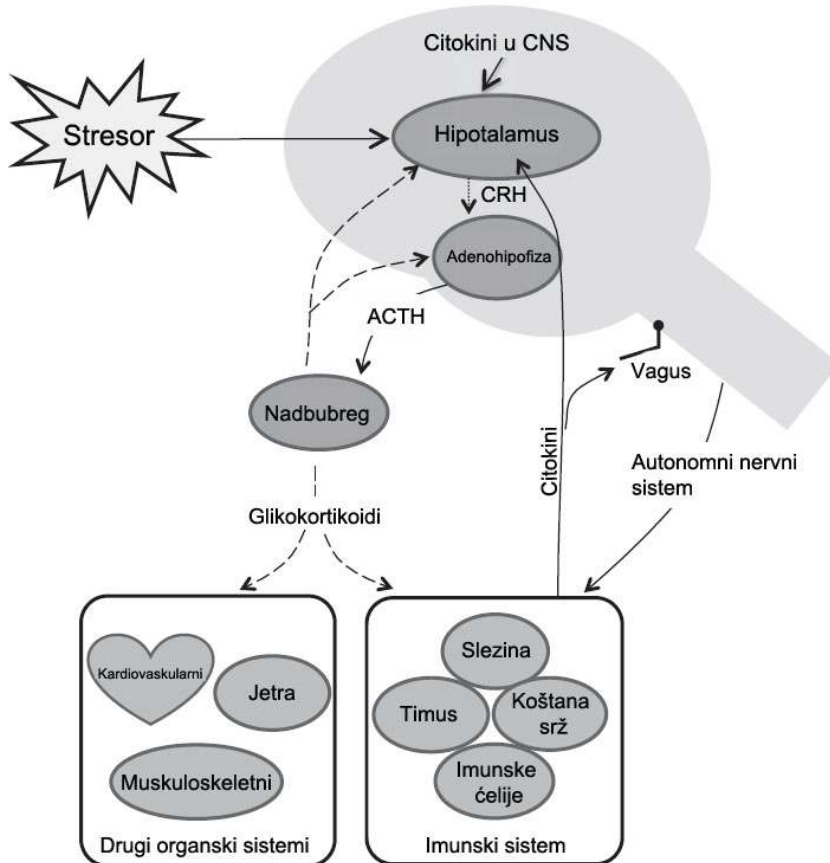 Citokini u CNS
Stresor
Hipotalamus
CRH
Adenohipofiza
ACTH
Vagus
Nadbubreg
Citokini
Autonomni nervni
sistem
Glikokortikoidi
Kardiovaskularni
Jetra
Muskuloskeletni
Drugi organski sistemi
Slezina
Timus
Koštana
srž
Imunske
ćelije
Imunski sistem